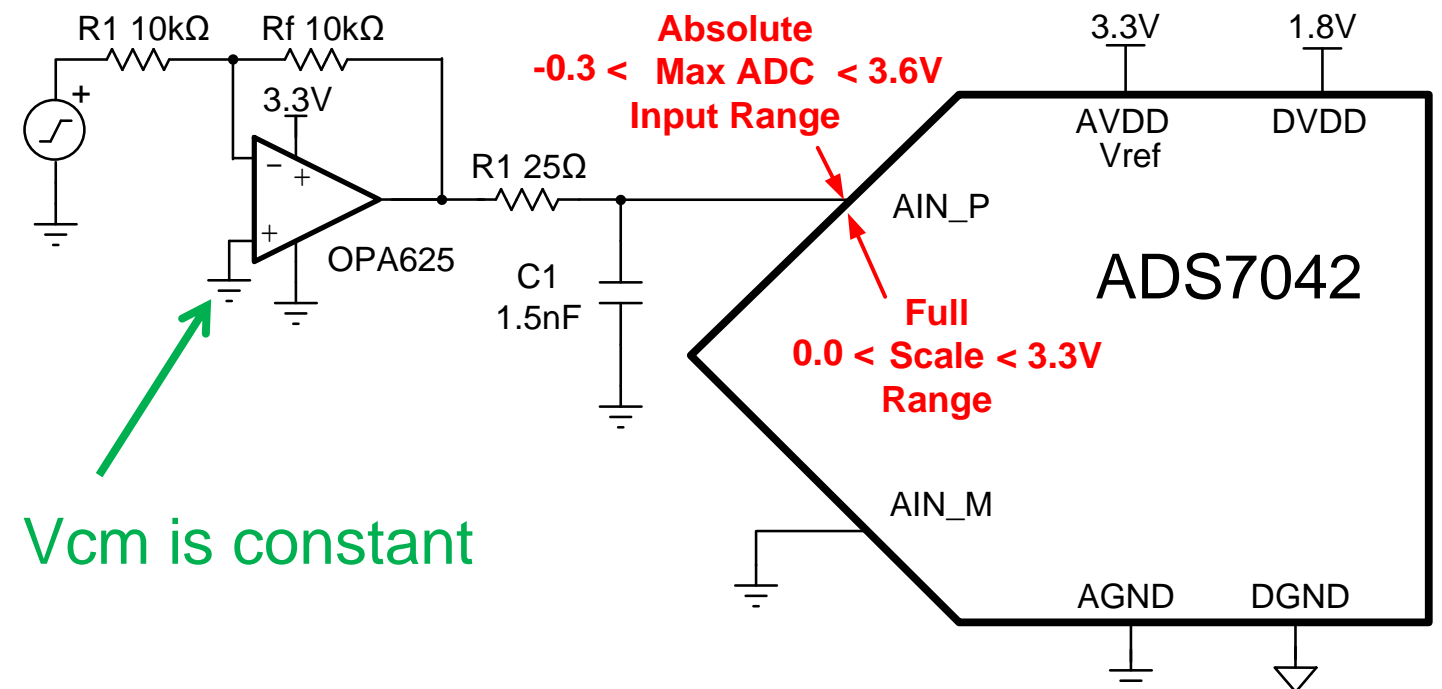 R1 10kΩ
Rf 10kΩ
+
3.3V
−
+
+
OPA625
R1 25Ω
C1
1.5nF
Absolute
-0.3 < Max ADC < 3.6V
Input Range
Full
0.0 < Scale < 3.3V
Range
3.3V
1.8V
AVDD
Vref
DVDD
AIN_P
ADS7042
AIN_M
AGND
DGND
Vcm is constant